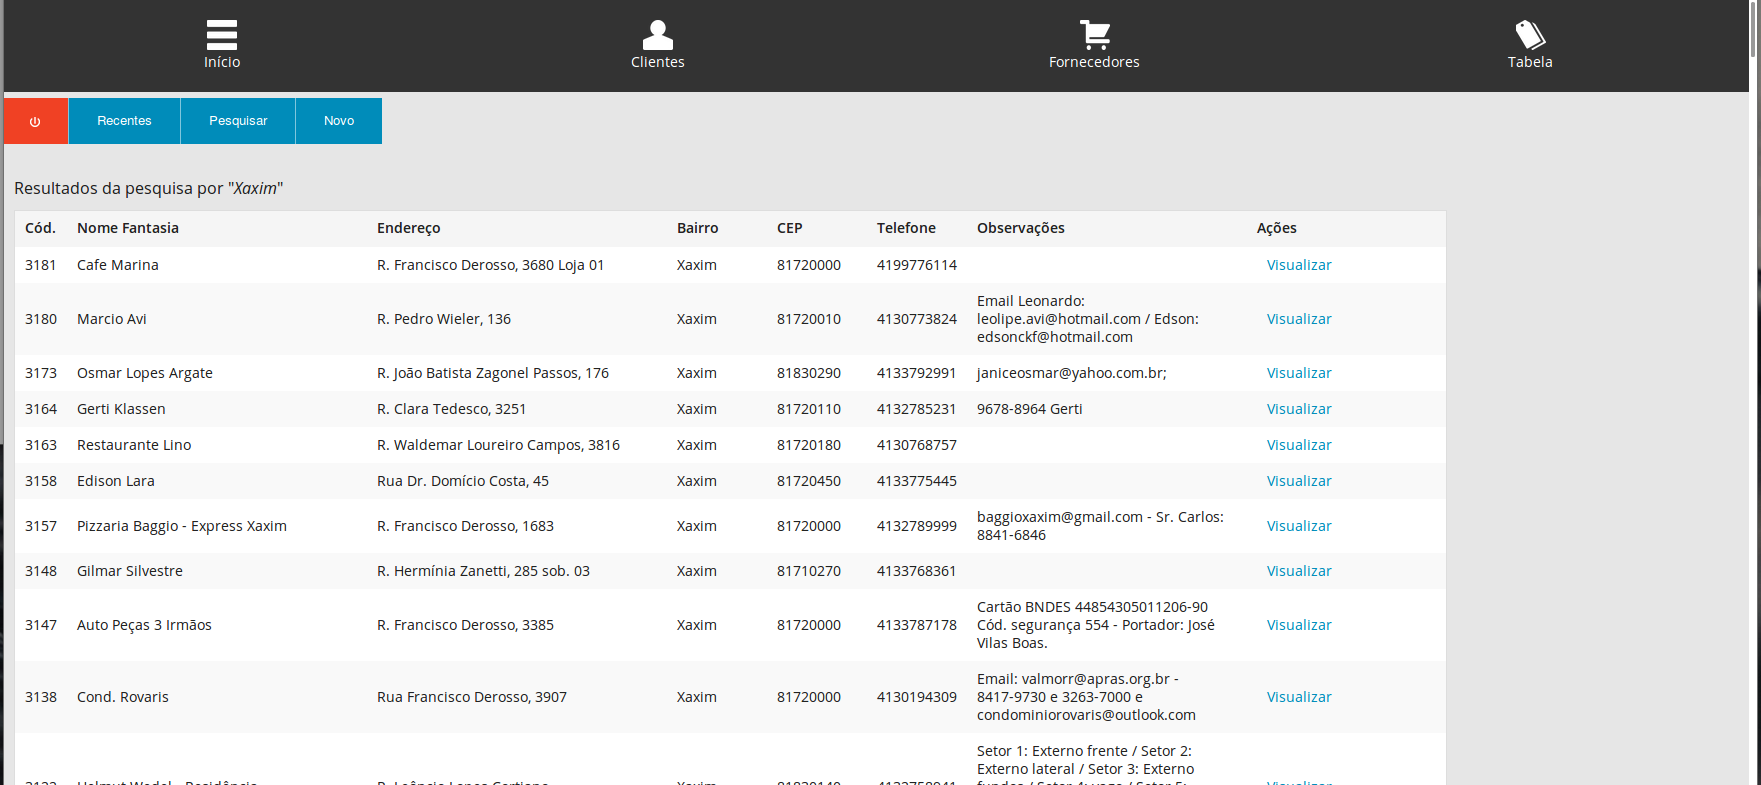 Início Clientes Fornecedores Tabela
Recentes Pesquisar Novo
Resultados da pesquisa por "Xaxim"
Cód. Nome Fantasia Endereço Bairro CEP Telefone Observações Ações
3181 Cafe Marina R. Francisco Derosso, 3680 Loja 01 Xaxim 81720000 4199776114 Visualizar
3180 Marcio Avi R. Pedro Wieler, 136 Xaxim 81720010 4130773824 Email Leonardo:
leolipe.avi@hotmail.com / Edson:
edsonckf@hotmail.com Visualizar
3173 Osmar Lopes Argate R. João Batista Zagonel Passos, 176 Xaxim 81830290 4133792991 janiceosmar@yahoo.com.br; Visualizar
3164 Gerti Klassen R. Clara Tedesco, 3251 Xaxim 81720110 4132785231 9678-8964 Gerti Visualizar
3163 Restaurante Lino R. Waldemar Loureiro Campos, 3816 Xaxim 81720180 4130768757 Visualizar
3158 Edison Lara Rua Dr. Domício Costa, 45 Xaxim 81720450 4133775445 Visualizar
3157 Pizzaria Baggio - Express Xaxim R. Francisco Derosso, 1683 Xaxim 81720000 4132789999 baggioxaxim@gmail.com - Sr. Carlos:
8841-6846 Visualizar
3148 Gilmar Silvestre R. Hermínia Zanetti, 285 sob. 03 Xaxim 81710270 4133768361 Visualizar
3147 Auto Peças 3 Irmãos R. Francisco Derosso, 3385 Xaxim 81720000 4133787178 Cartão BNDES 44854305011206-90
Cód. segurança 554 - Portador: José
Vilas Boas. Visualizar
3138 Cond. Rovaris Rua Francisco Derosso, 3907 Xaxim 81720000 4130194309 Email: valmorr@apras.org.br -
8417-9730 e 3263-7000 e
condominiorovaris@outlook.com Visualizar
Setor 1: Externo frente / Setor 2:
Externo lateral / Setor 3: Externo